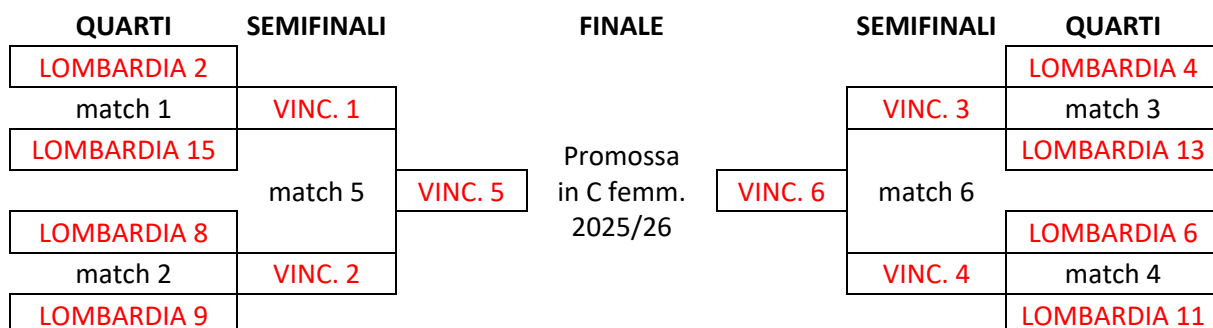 QUARTI SEMIFINALI FINALE SEMIFINALI QUARTI
LOMBARDIA 2 LOMBARDIA 4
match 1 VINC. 1 VINC. 3 match 3
LOMBARDIA 15 LOMBARDIA 13
Promossa
match 5 VINC. 5 in C femm. VINC. 6 match 6
2025/26
LOMBARDIA 8 LOMBARDIA 6
match 2 VINC. 2 VINC. 4 match 4
LOMBARDIA 9 LOMBARDIA 11